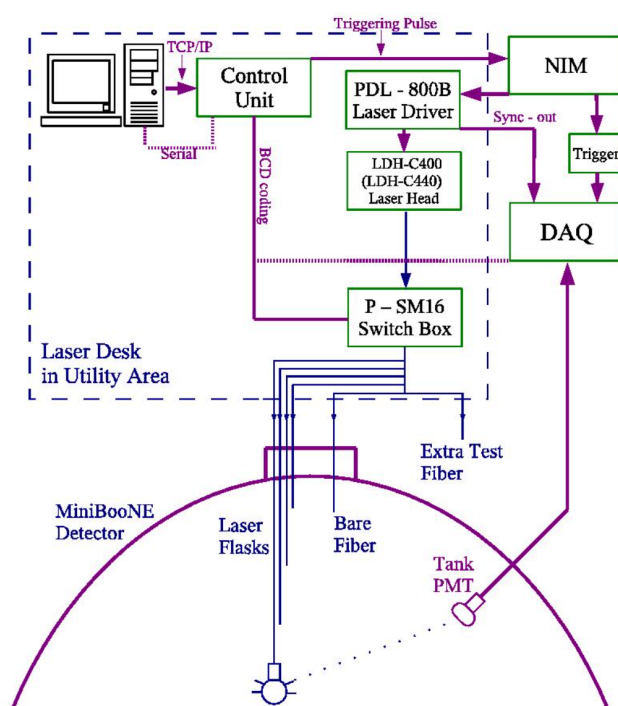 Triggering Pulse
TCP/IP
Control
Unit
NIM
PDL - 800B
Laser Driver
Sync - out
Serial
BCD coding
Trigger
LDH-C400
(LDH-C440)
Laser Head
DAQ
P – SM16
Switch Box
Laser Desk
in Utility Area
Extra Test
Fiber
MiniBooNE
Detector
Laser
Flasks
Bare
Fiber
Tank
PMT